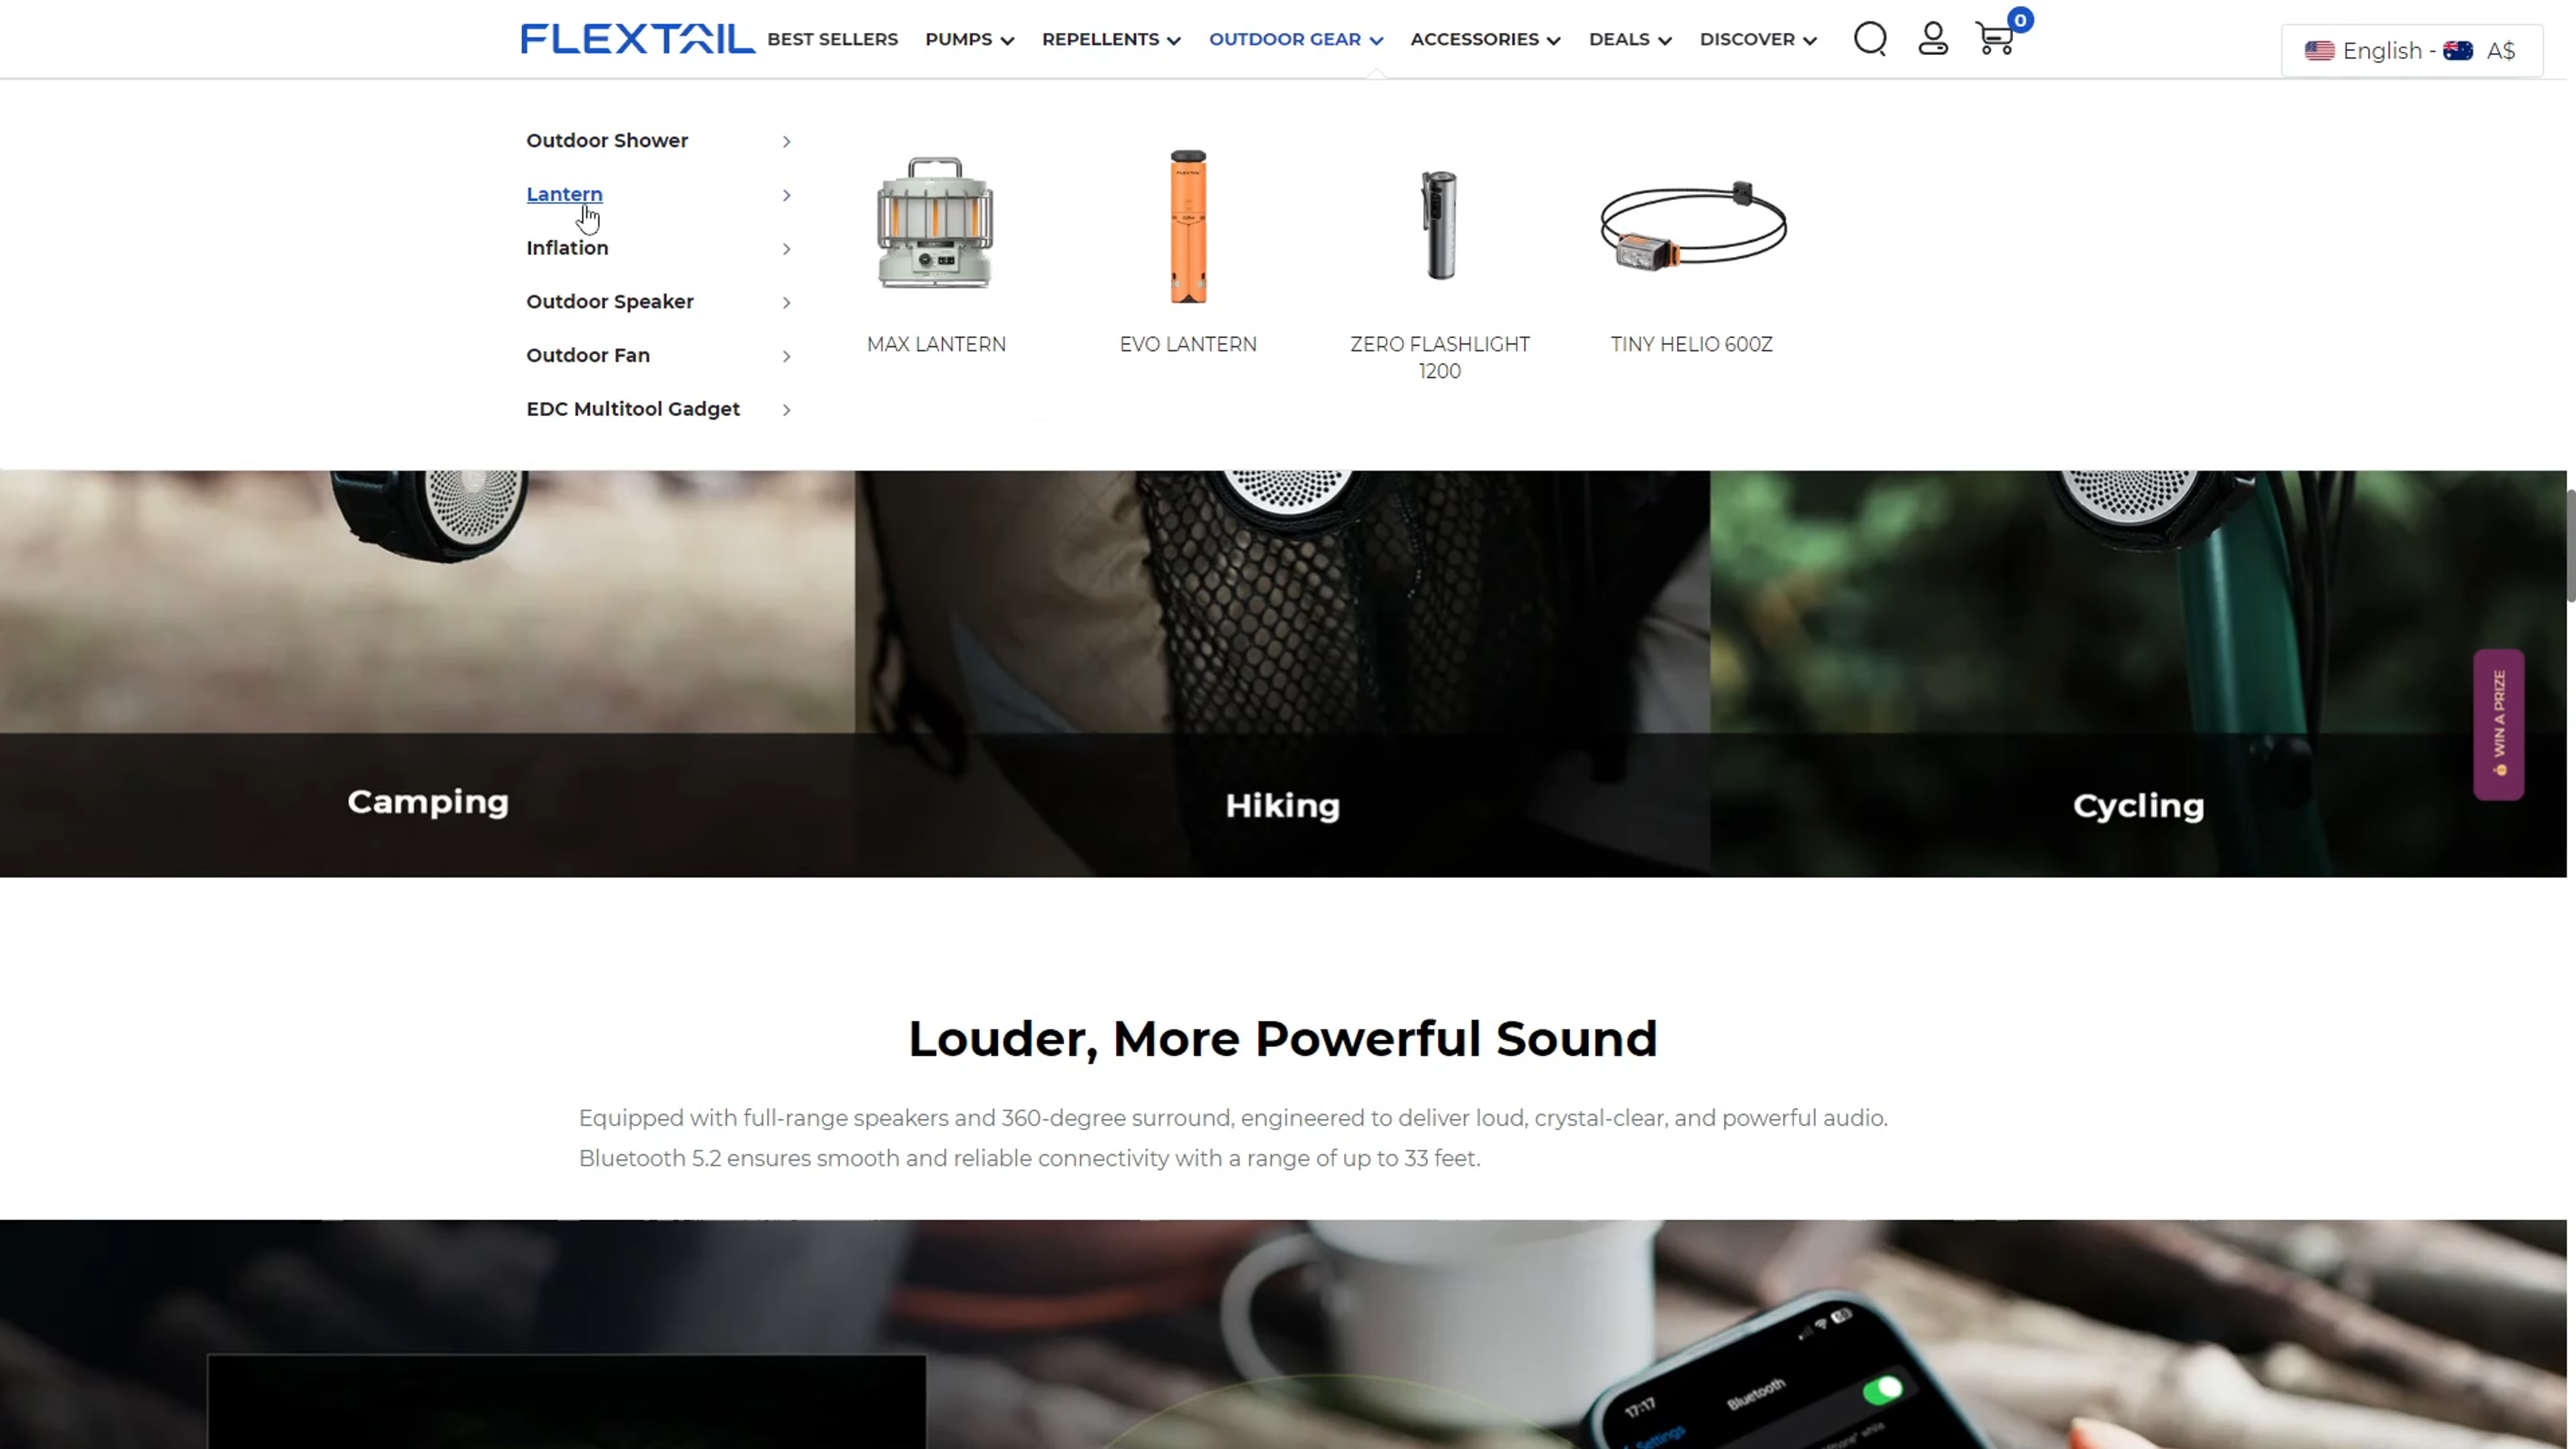 FLEXTAIL
BEST SELLERS
PUMPS
REPELLENTS
OUTDOOR GEAR
ACCESSORIES
DEALS
DISCOVER
0
English - A$
Outdoor Shower
Lantern
Inflation
Outdoor Speaker
Outdoor Fan
EDC Multitool Gadget
MAX LANTERN
EVO LANTERN
ZERO FLASHLIGHT
1200
TINY HELIO 600Z
WIN A PRIZE
Camping
Hiking
Cycling
Louder, More Powerful Sound
Equipped with full-range speakers and 360-degree surround, engineered to deliver loud, crystal-clear, and powerful audio.
Bluetooth 5.2 ensures smooth and reliable connectivity with a range of up to 33 feet.
17:17
Settings
Bluetooth